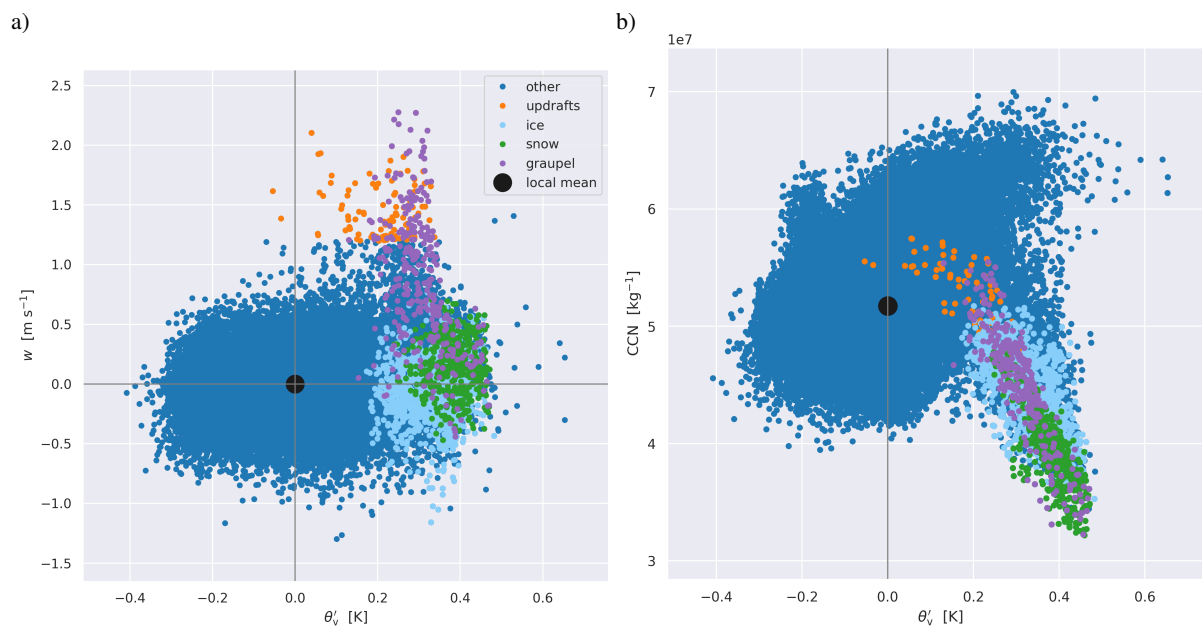 a)
2.5
2.0
1.5
1.0
0.5
0.0
−0.5
−1.0
−1.5
w [m s⁻¹]
−0.4 −0.2 0.0 0.2 0.4 0.6
θ′ᵥ [K]
other
updrafts
ice
snow
graupel
local mean
b)
1e7
7
6
5
4
3
CCN [kg⁻¹]
−0.4 −0.2 0.0 0.2 0.4 0.6
θ′ᵥ [K]